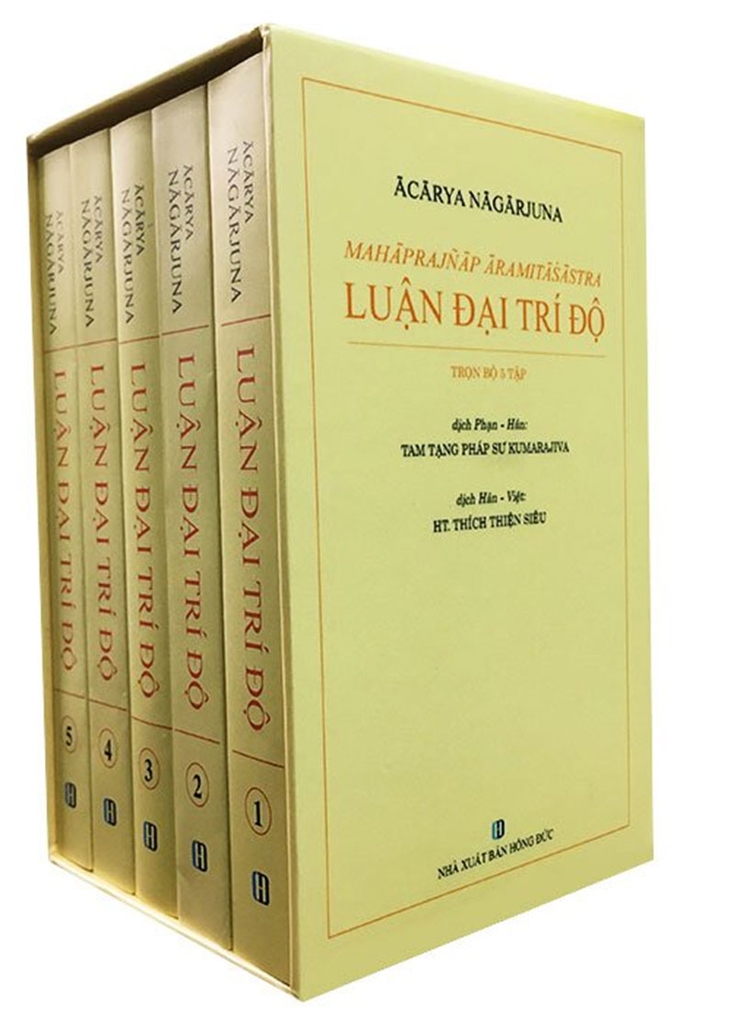 ĀCĀRYA NĀGĀRJUNA
MAHĀPRAJÑĀP ĀRAMITĀŚĀSTRA
LUẬN ĐẠI TRÍ ĐỘ
TRỌN BỘ 5 TẬP
dịch Phạn - Hán:
TAM TẠNG PHÁP SƯ KUMARAJIVA
dịch Hán - Việt:
HT. THÍCH THIỆN SIÊU
H
NHÀ XUẤT BẢN HỒNG ĐỨC
ĀCĀRYA
NĀGĀRJUNA
LUẬN ĐẠI TRÍ ĐỘ
5
H
ĀCĀRYA
NĀGĀRJUNA
LUẬN ĐẠI TRÍ ĐỘ
4
H
ĀCĀRYA
NĀGĀRJUNA
LUẬN ĐẠI TRÍ ĐỘ
3
H
ĀCĀRYA
NĀGĀRJUNA
LUẬN ĐẠI TRÍ ĐỘ
2
H
ĀCĀRYA
NĀGĀRJUNA
LUẬN ĐẠI TRÍ ĐỘ
1
H